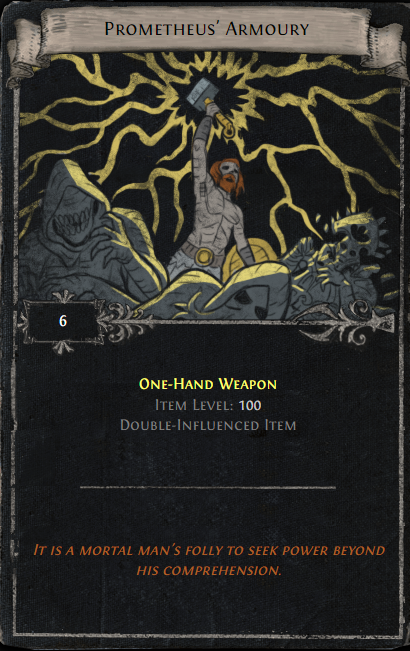 Prometheus' Armoury
6
One-Hand Weapon
Item Level: 100
Double-Influenced Item
It is a mortal man's folly to seek power beyond
his comprehension.